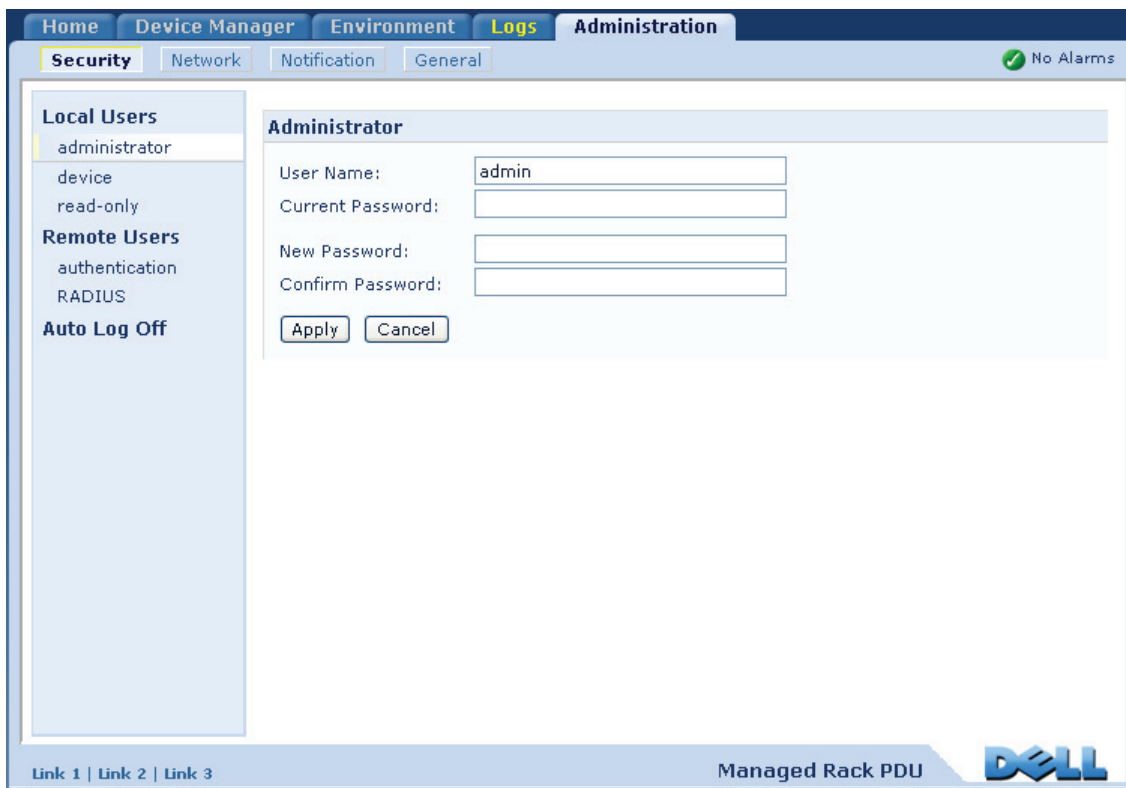 Home Device Manager Environment Logs Administration
Security Network Notification General No Alarms
Local Users
administrator
device
read-only
Remote Users
authentication
RADIUS
Auto Log Off
Administrator
User Name: admin
Current Password:
New Password:
Confirm Password:
Apply Cancel
Link 1 | Link 2 | Link 3
Managed Rack PDU
DELL